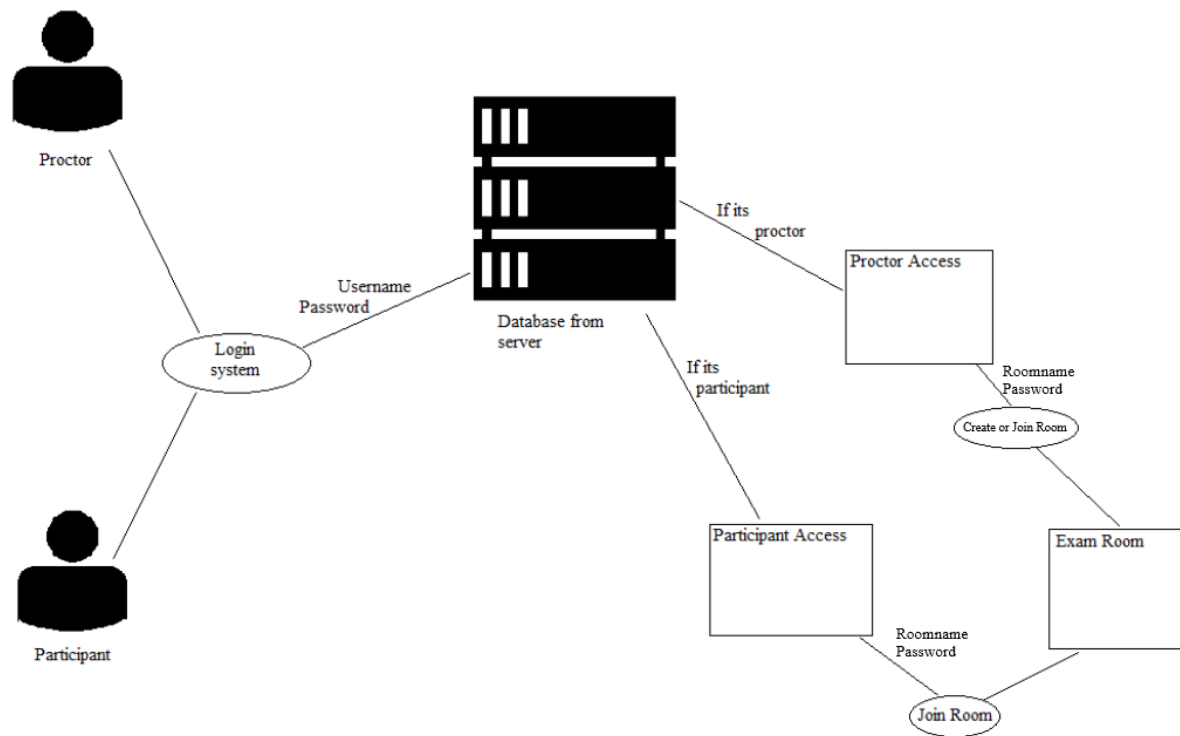 Proctor
If its
proctor
Proctor Access
Username
Password
Database from
server
Login
system
If its
participant
Roomname
Password
Create or Join Room
Participant Access
Exam Room
Participant
Roomname
Password
Join Room